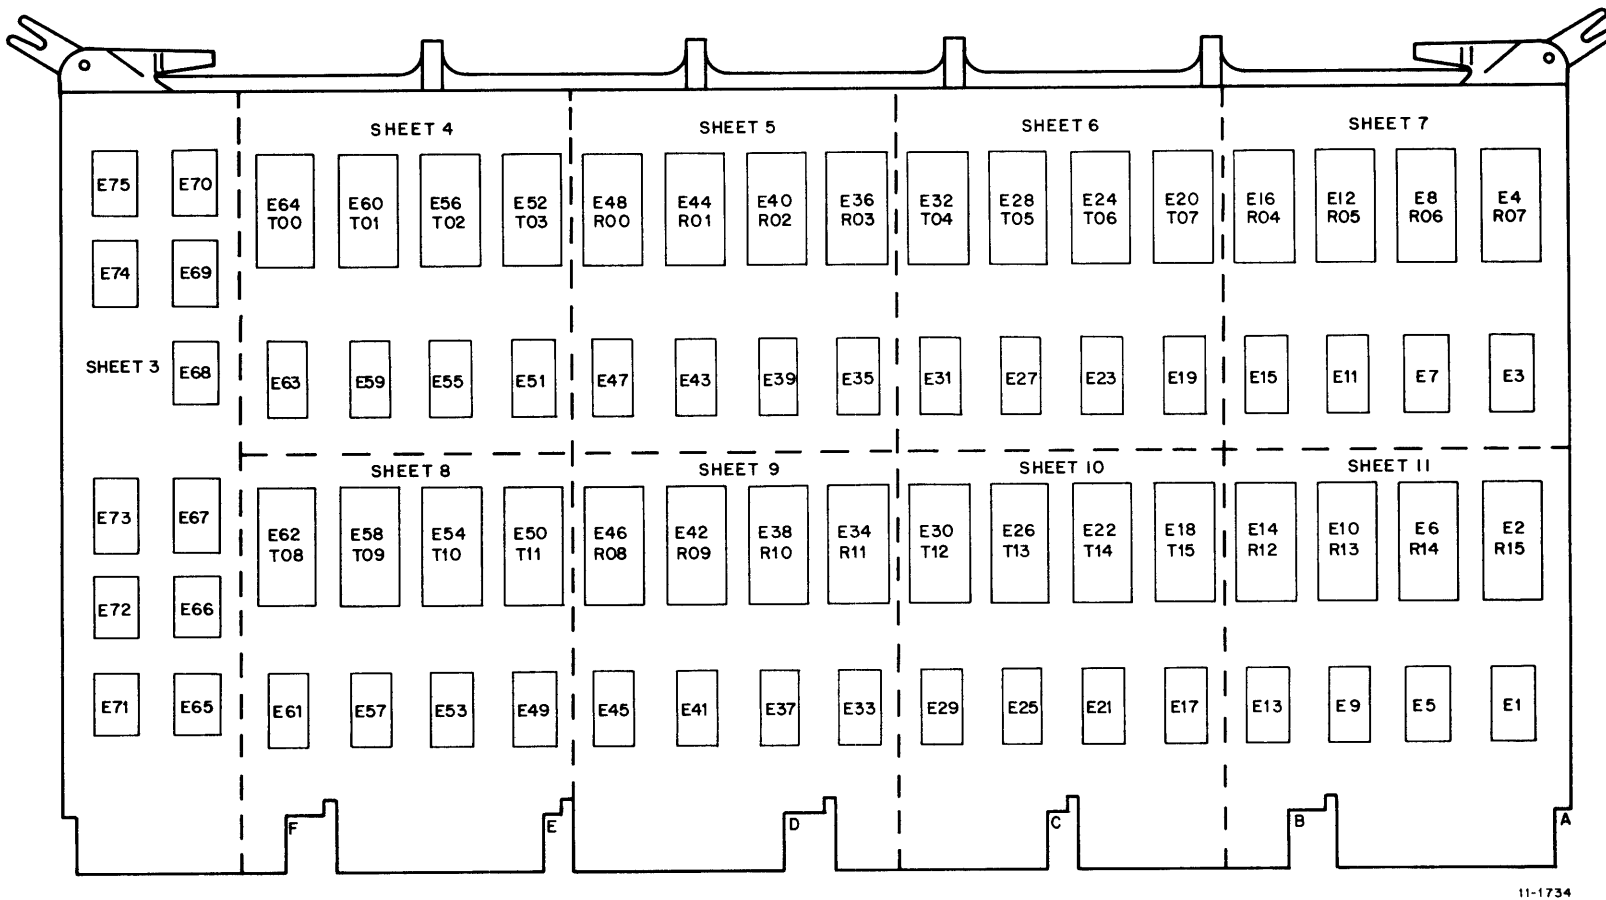 SHEET 4 SHEET 5 SHEET 6 SHEET 7
E75 E70 E64 E60 E56 E52 E48 E44 E40 E36 E32 E28 E24 E20 E16 E12 E8 E4
T00 T01 T02 T03 R00 R01 R02 R03 T04 T05 T06 T07 R04 R05 R06 R07
E74 E69
SHEET 3 E68 E63 E59 E55 E51 E47 E43 E39 E35 E31 E27 E23 E19 E15 E11 E7 E3
SHEET 8 SHEET 9 SHEET 10 SHEET 11
E73 E67 E62 E58 E54 E50 E46 E42 E38 E34 E30 E26 E22 E18 E14 E10 E6 E2
T08 T09 T10 T11 R08 R09 R10 R11 T12 T13 T14 T15 R12 R13 R14 R15
E72 E66
E71 E65 E61 E57 E53 E49 E45 E41 E37 E33 E29 E25 E21 E17 E13 E9 E5 E1
F E D C B A
11-1734